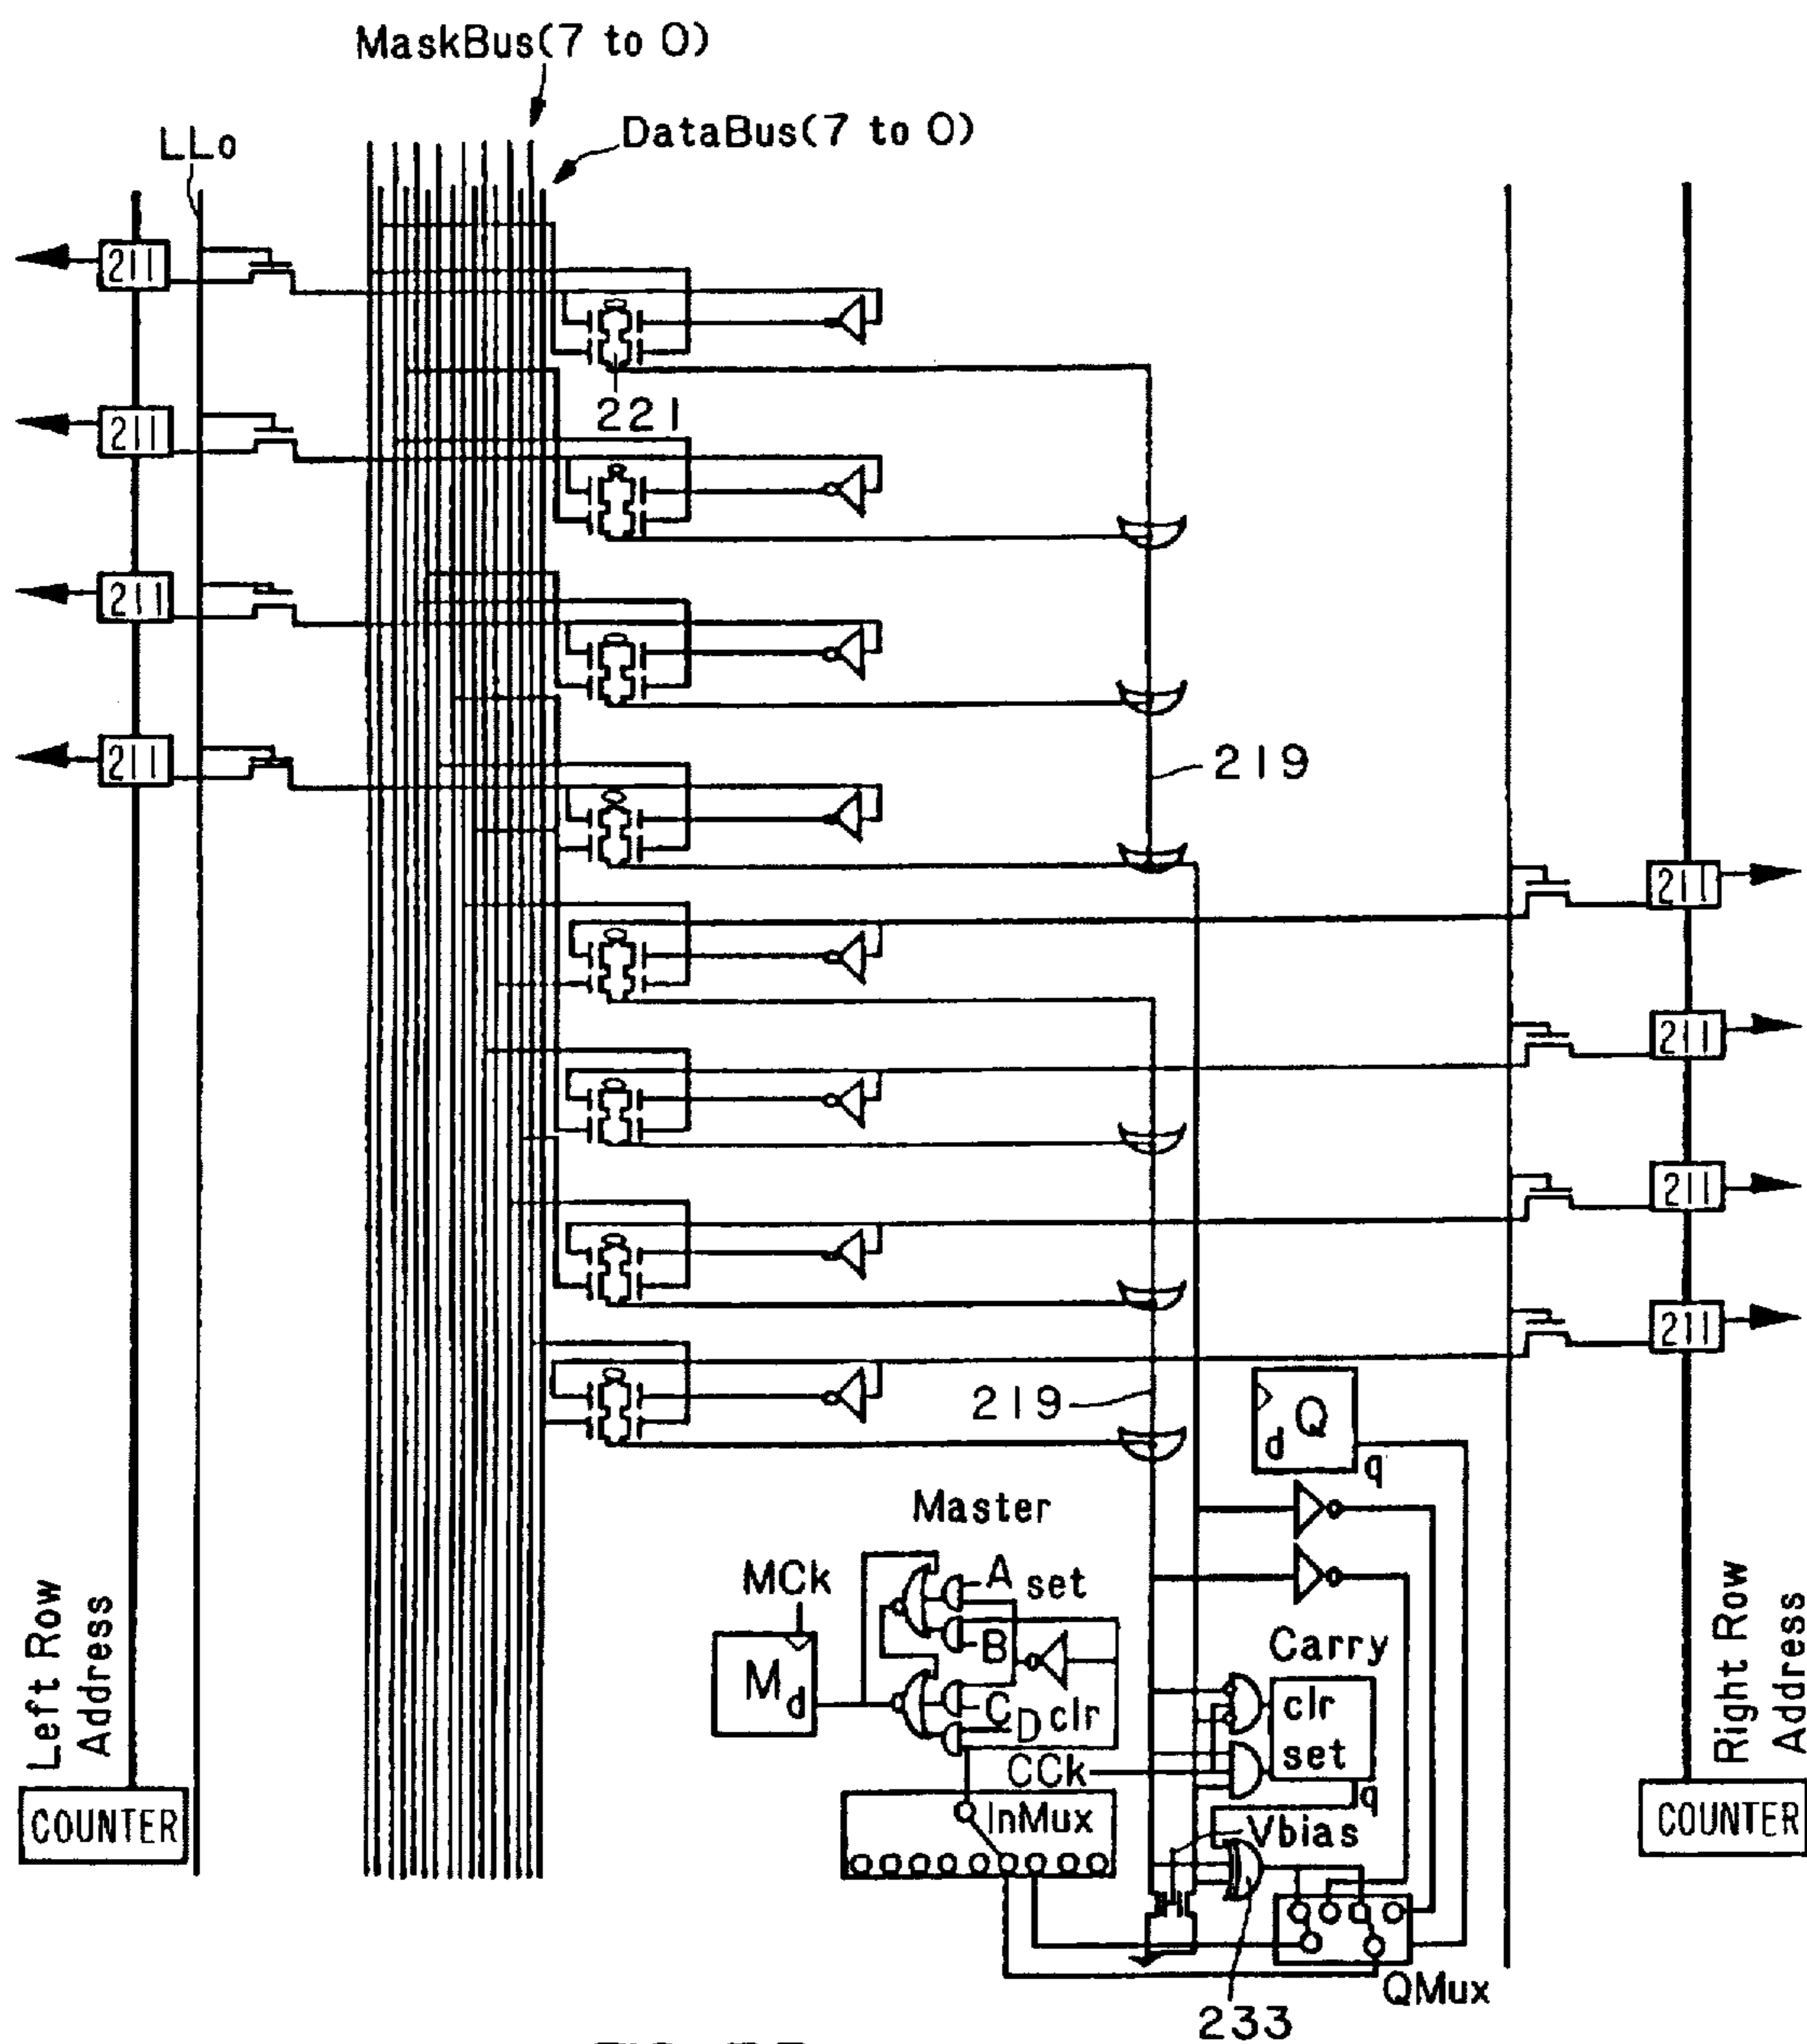 MaskBus(7 to 0)
DataBus(7 to 0)
LLo
211
221
211
211
219
211
211
211
211
219
211
Q
d
q
Master
MCk
A set
B
M
d
C
D clr
Carry
clr
set
q
CCk
InMux
Vbias
Left Row
Address
Right Row
Address
COUNTER
COUNTER
QMux
233